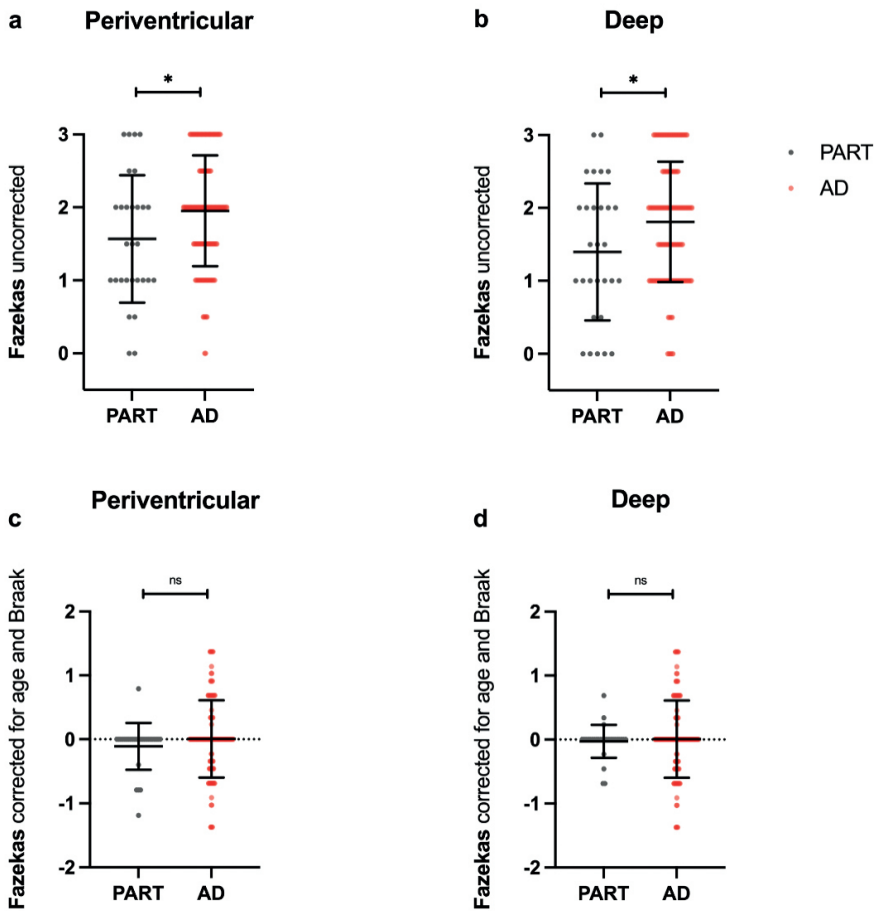 a Periventricular
*
Fazekas uncorrected
3
2
1
0
PART AD
b Deep
*
Fazekas uncorrected
3
2
1
0
PART AD
PART
AD
c Periventricular
ns
Fazekas corrected for age and Braak
2
1
0
-1
-2
PART AD
d Deep
ns
Fazekas corrected for age and Braak
2
1
0
-1
-2
PART AD